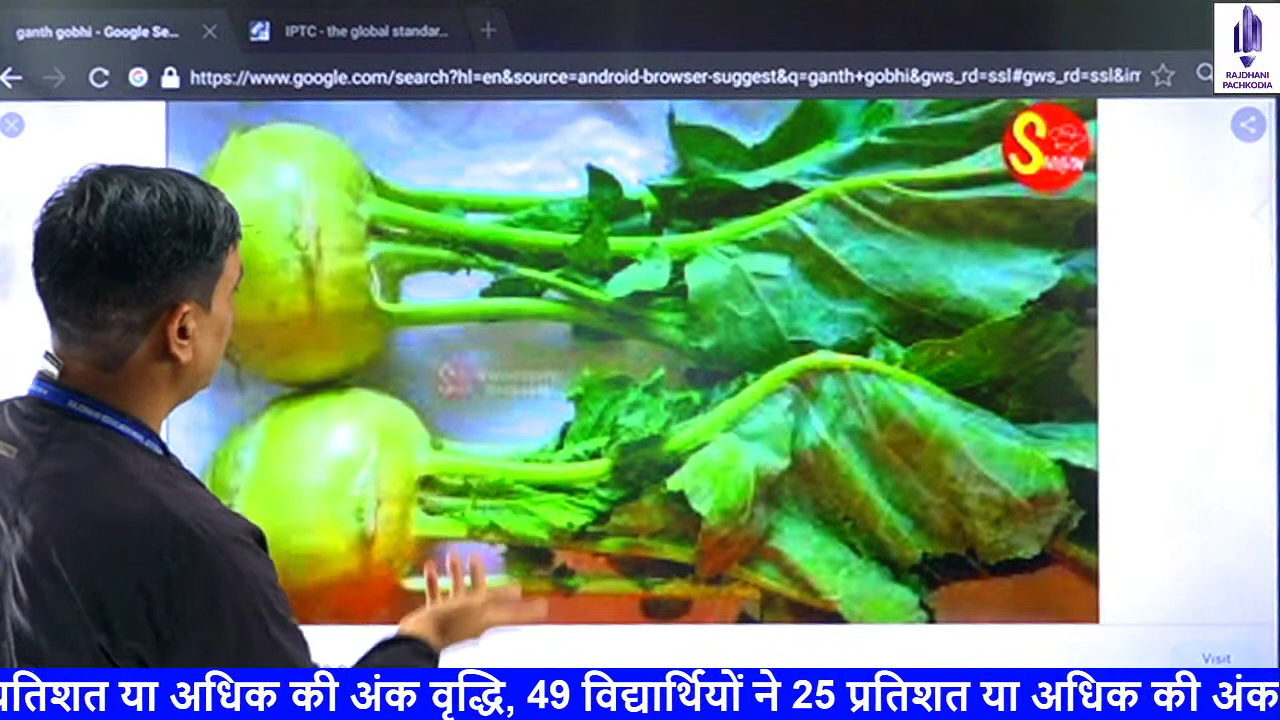 ganth gobhi - Google Se...
IPTC - the global standar...
https://www.google.com/search?hl=en&source=android-browser-suggest&q=ganth+gobhi&gws_rd=ssl#gws_rd=ssl&im
RAJDHANI
PACHKODIA
S
Visit
प्रतिशत या अधिक की अंक वृद्धि, 49 विद्यार्थियों ने 25 प्रतिशत या अधिक की अंक